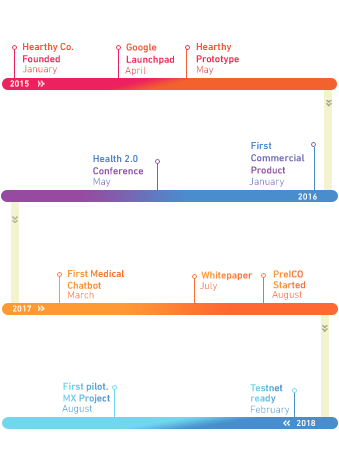 Hearthy Co.
Founded
January
Google
Launchpad
April
Hearthy
Prototype
May
2015
First
Commercial
Product
January
Health 2.0
Conference
May
2016
First Medical
Chatbot
March
Whitepaper
July
PreICO
Started
August
2017
Testnet
ready
February
First pilot.
MX Project
August
2018